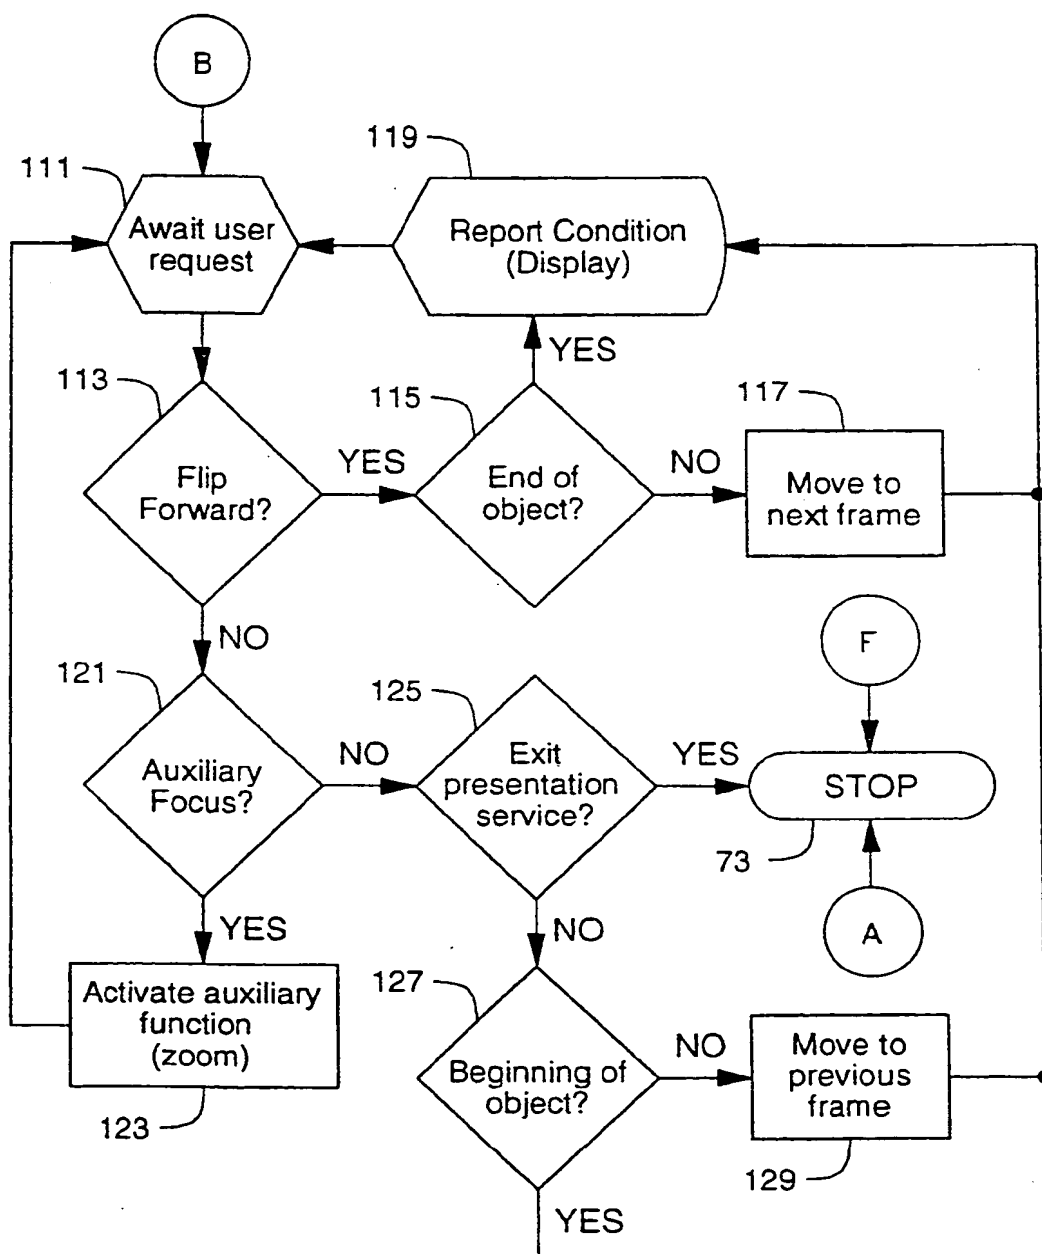 B
111
119
Await user
request
Report Condition
(Display)
YES
113
115
117
Flip
Forward?
YES
End of
object?
NO
Move to
next frame
NO
F
121
125
Auxiliary
Focus?
NO
Exit
presentation
service?
YES
STOP
73
YES
NO
A
Activate auxiliary
function
(zoom)
123
127
Beginning of
object?
NO
Move to
previous
frame
129
YES